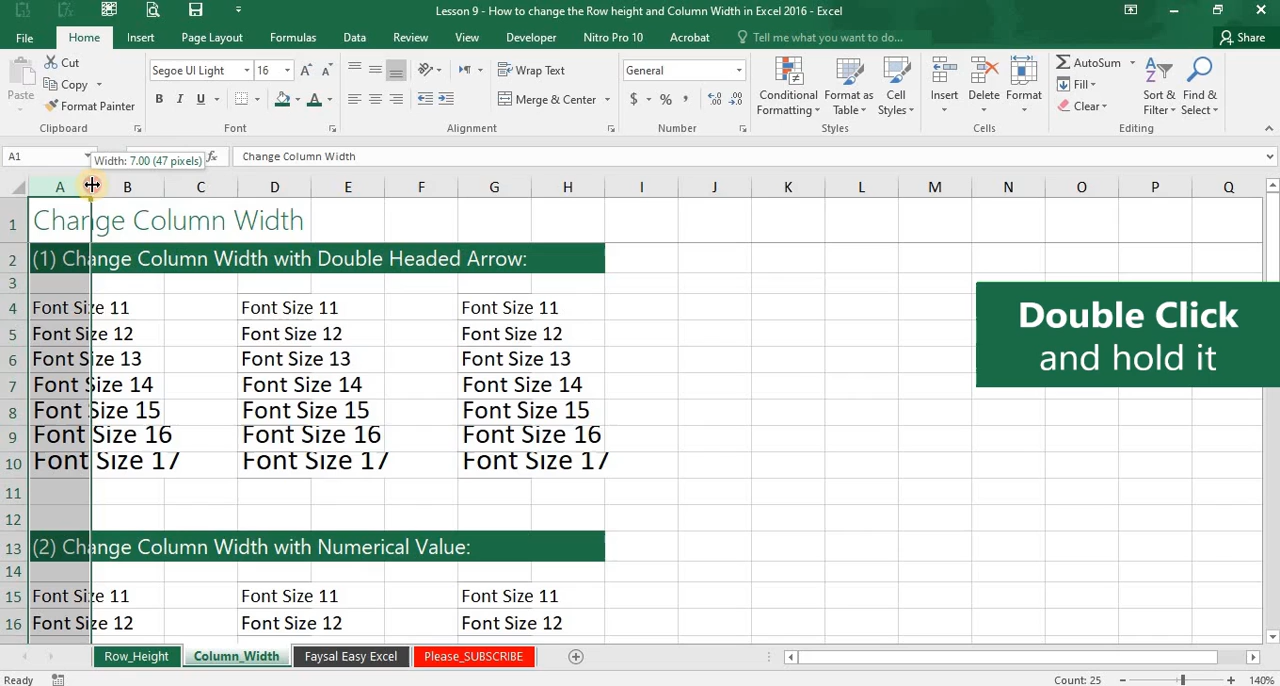 Lesson 9 - How to change the Row height and Column Width in Excel 2016 - Excel
File Home Insert Page Layout Formulas Data Review View Developer Nitro Pro 10 Acrobat Tell me what you want to do... Share
Paste
Cut
Copy
Format Painter
Clipboard
Segoe UI Light 16 A A
B I U A
Font
Wrap Text
Merge & Center
Alignment
General
$ % ,
Number
Conditional Formatting
Format as Table
Cell Styles
Styles
Insert Delete Format
Cells
AutoSum
Fill
Clear
Sort & Filter
Find & Select
Editing
A1 Width: 7.00 (47 pixels) fx Change Column Width
A B C D E F G H I J K L M N O P Q
1 Change Column Width
2 (1) Change Column Width with Double Headed Arrow:
3
4 Font Size 11 Font Size 11 Font Size 11
5 Font Size 12 Font Size 12 Font Size 12
6 Font Size 13 Font Size 13 Font Size 13
7 Font Size 14 Font Size 14 Font Size 14
8 Font Size 15 Font Size 15 Font Size 15
9 Font Size 16 Font Size 16 Font Size 16
10 Font Size 17 Font Size 17 Font Size 17
11
12
13 (2) Change Column Width with Numerical Value:
14
15 Font Size 11 Font Size 11 Font Size 11
16 Font Size 12 Font Size 12 Font Size 12
Double Click
and hold it
Row_Height Column_Width Faysal Easy Excel Please_SUBSCRIBE
Ready Count: 25 140%